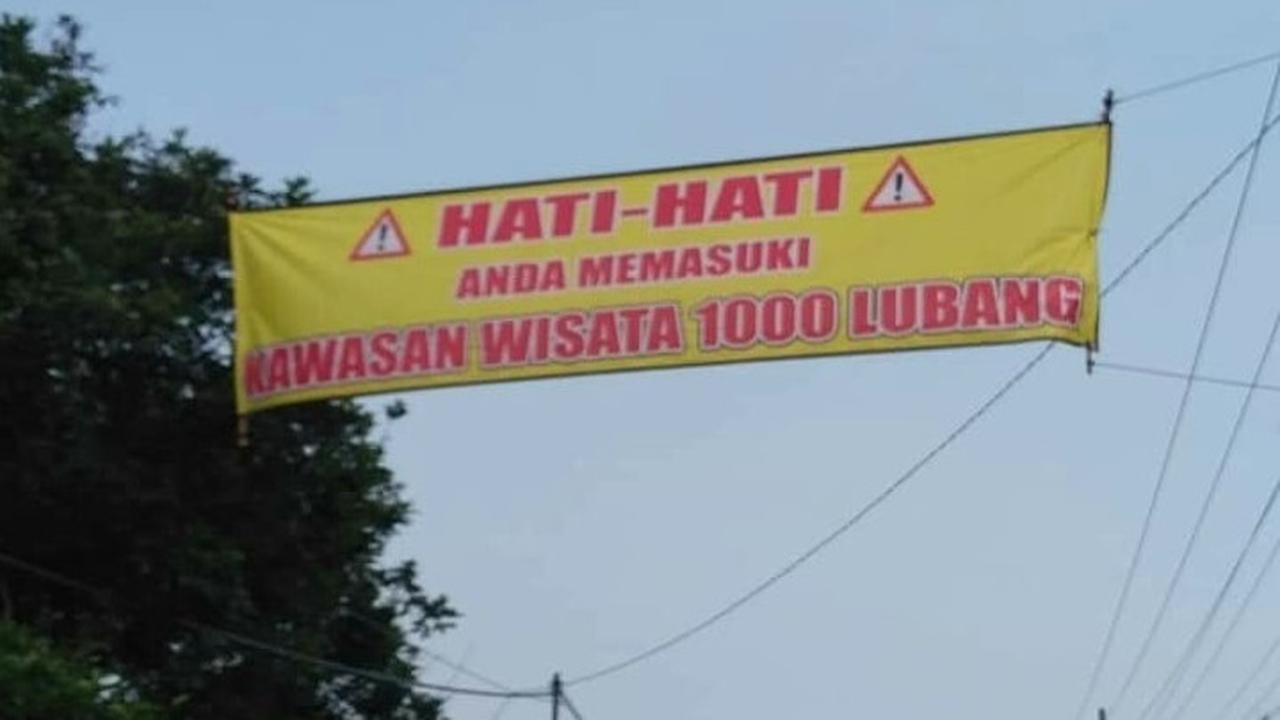 HATI-HATI
ANDA MEMASUKI
KAWASAN WISATA 1000 LUBANG